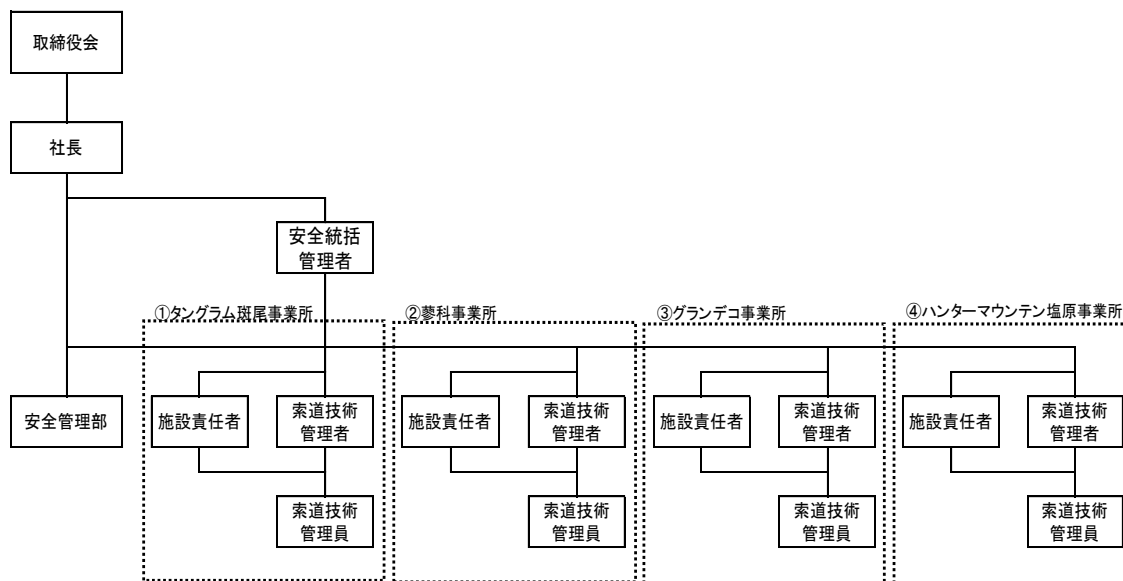 取締役会
社長
安全統括
管理者
①タングラム斑尾事業所
②蓼科事業所
③グランデコ事業所
④ハンターマウンテン塩原事業所
安全管理部
施設責任者
索道技術
管理者
施設責任者
索道技術
管理者
施設責任者
索道技術
管理者
施設責任者
索道技術
管理者
索道技術
管理員
索道技術
管理員
索道技術
管理員
索道技術
管理員